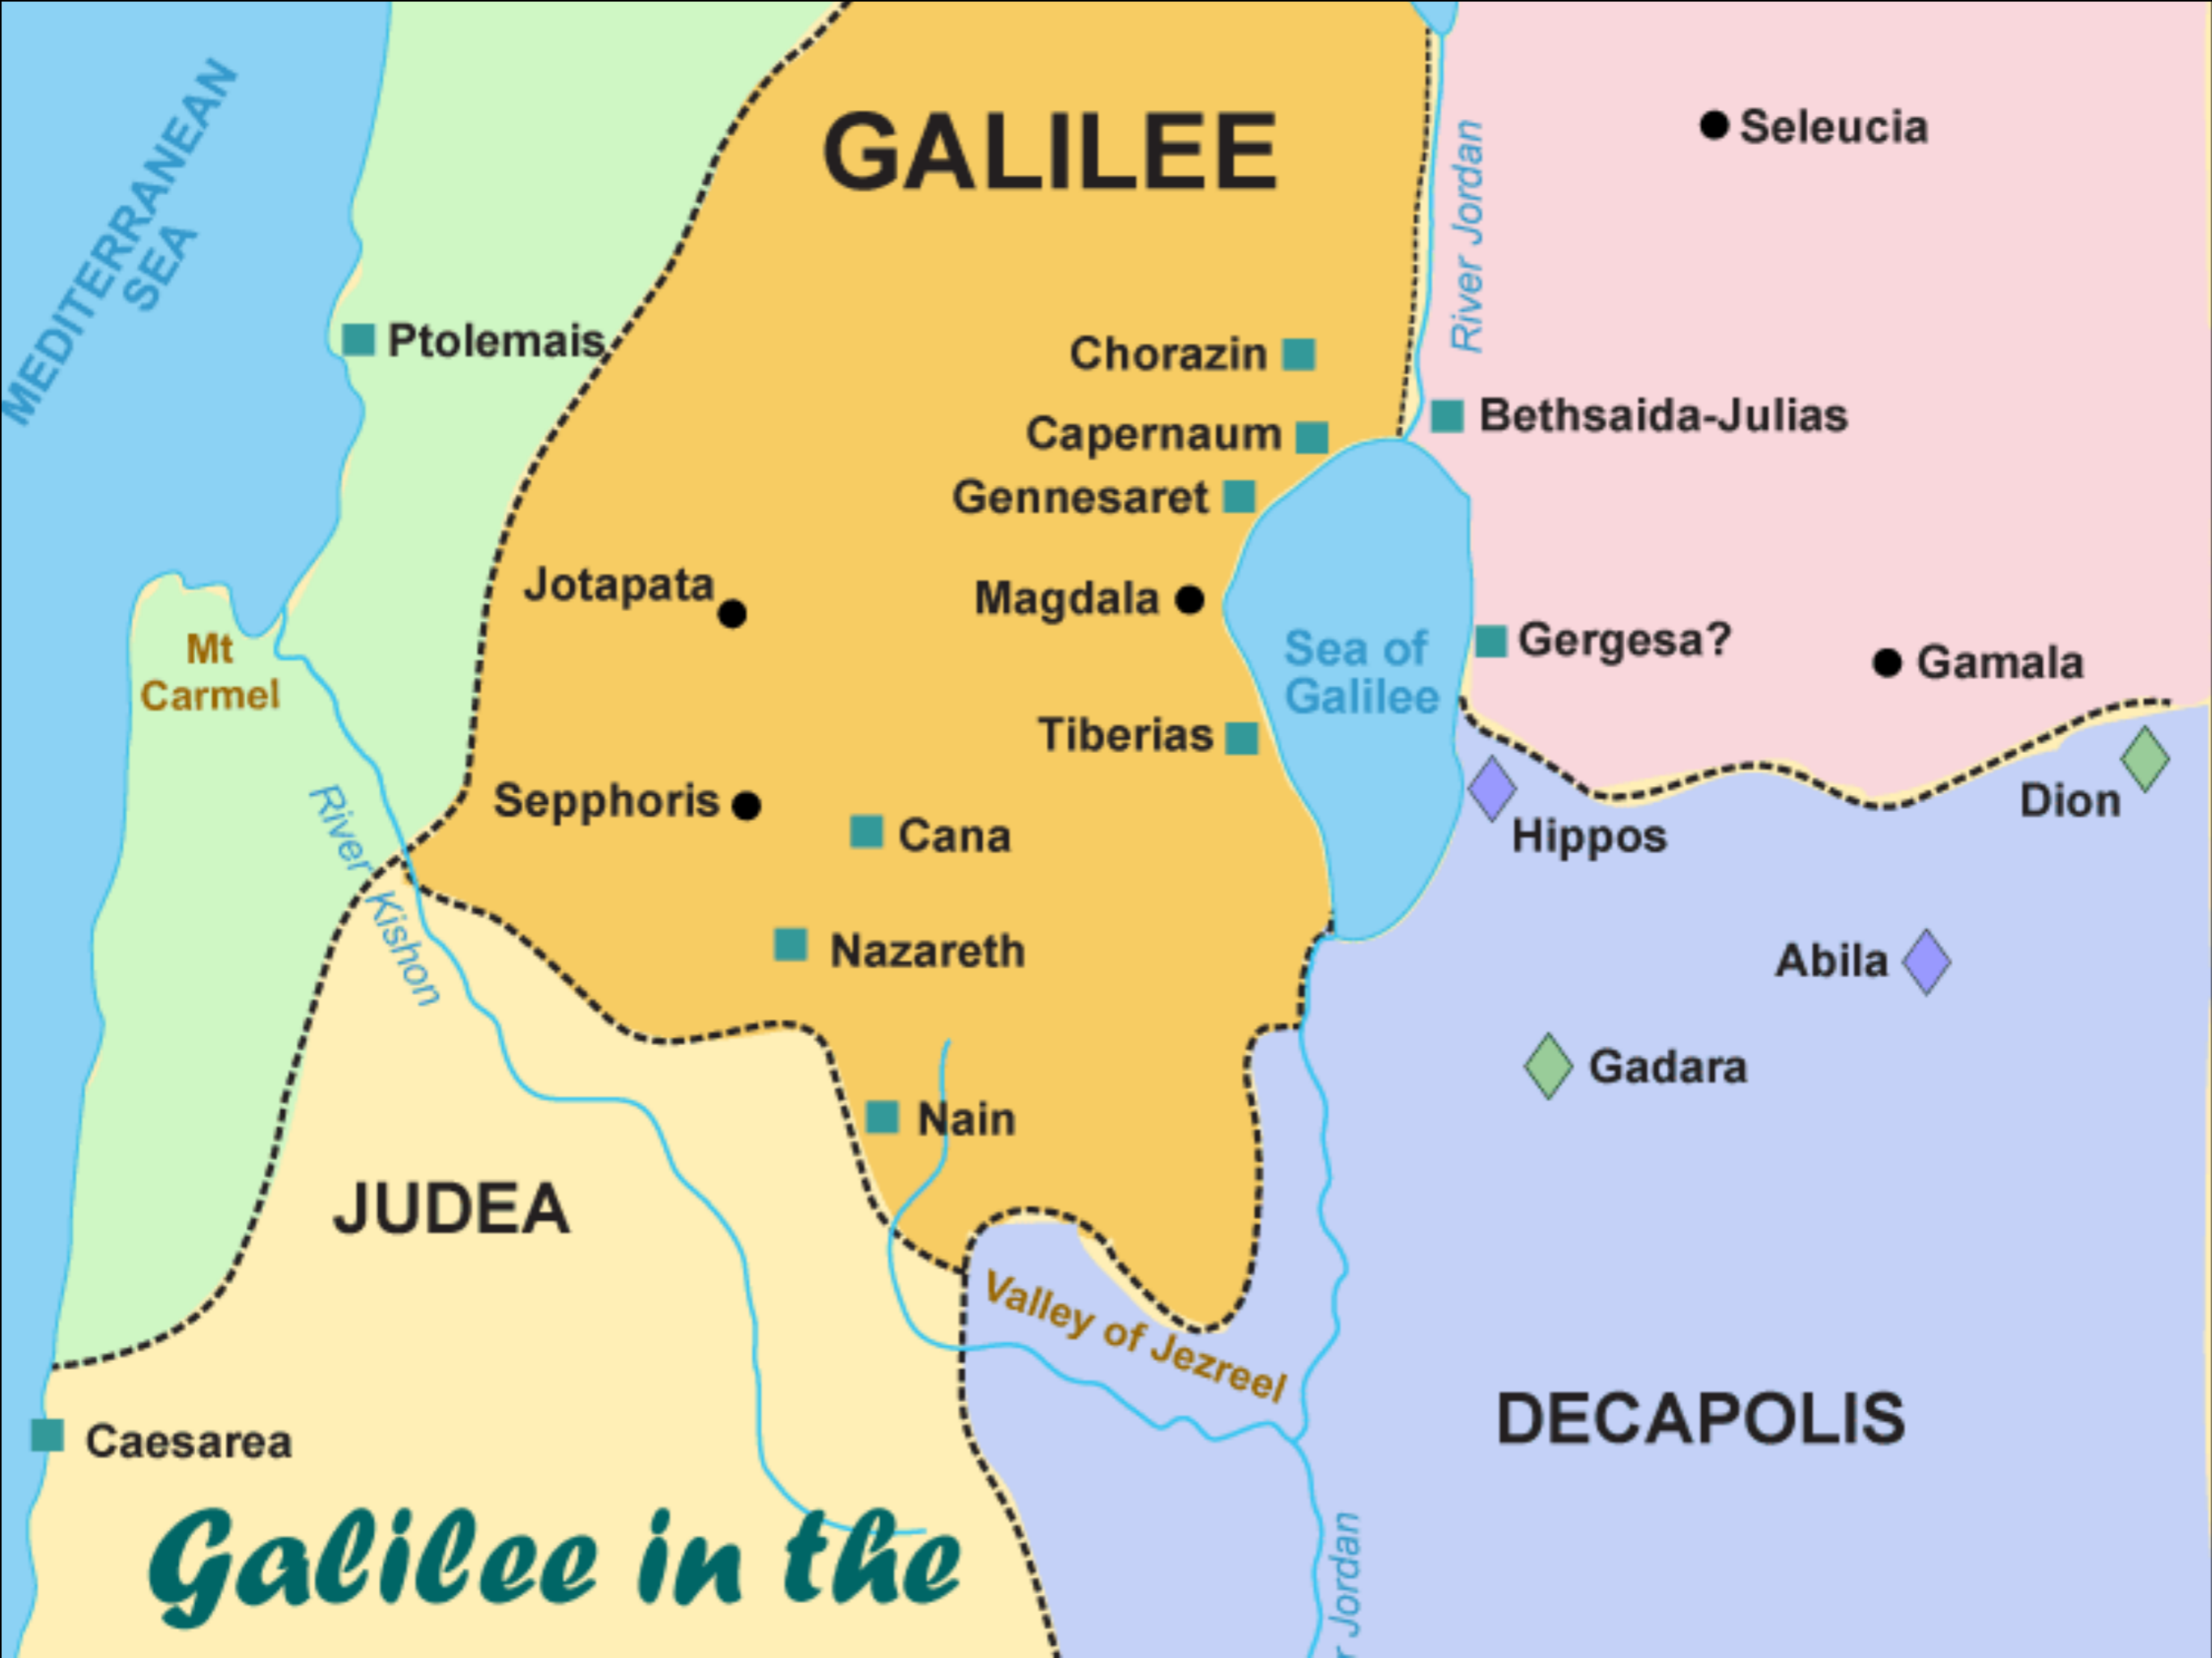 MEDITERRANEAN
SEA
GALILEE
River Jordan
Seleucia
Ptolemais
Chorazin
Capernaum
Bethsaida-Julias
Gennesaret
Jotapata
Magdala
Mt
Carmel
Sea of
Galilee
Gergesa?
Gamala
Tiberias
Sepphoris
Cana
Hippos
Dion
River Kishon
Nazareth
Abila
Gadara
Nain
JUDEA
Valley of Jezreel
DECAPOLIS
Caesarea
Galilee in the
r Jordan